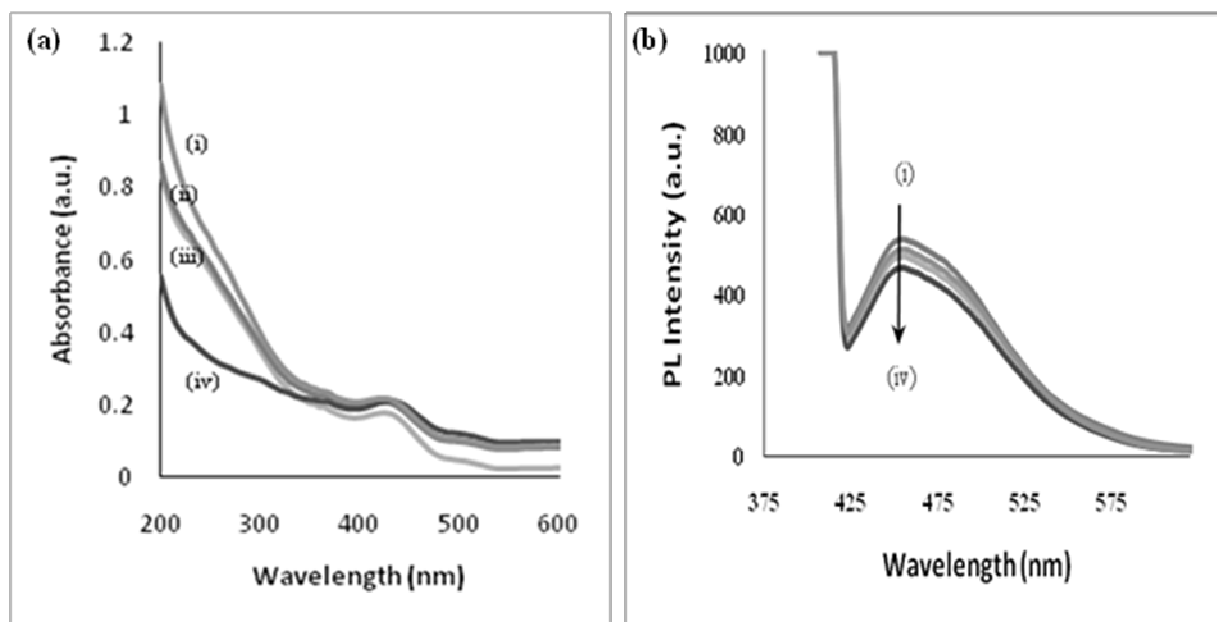 (a)
1.2
1
0.8
0.6
0.4
0.2
0
Absorbance (a.u.)
(i)
(ii)
(iii)
(iv)
200 300 400 500 600
Wavelength (nm)
(b)
1000
800
600
400
200
0
PL Intensity (a.u.)
(i)
(iv)
375 425 475 525 575
Wavelength (nm)